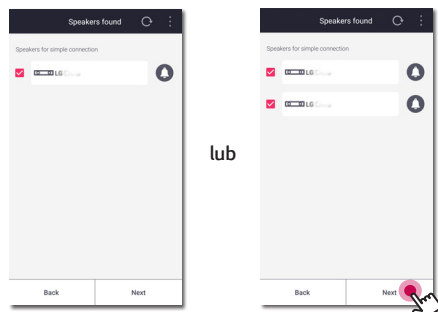 Speakers found
Speakers for simple connection
LG
Back Next
lub
Speakers found
Speakers for simple connection
LG
LG
Back Next